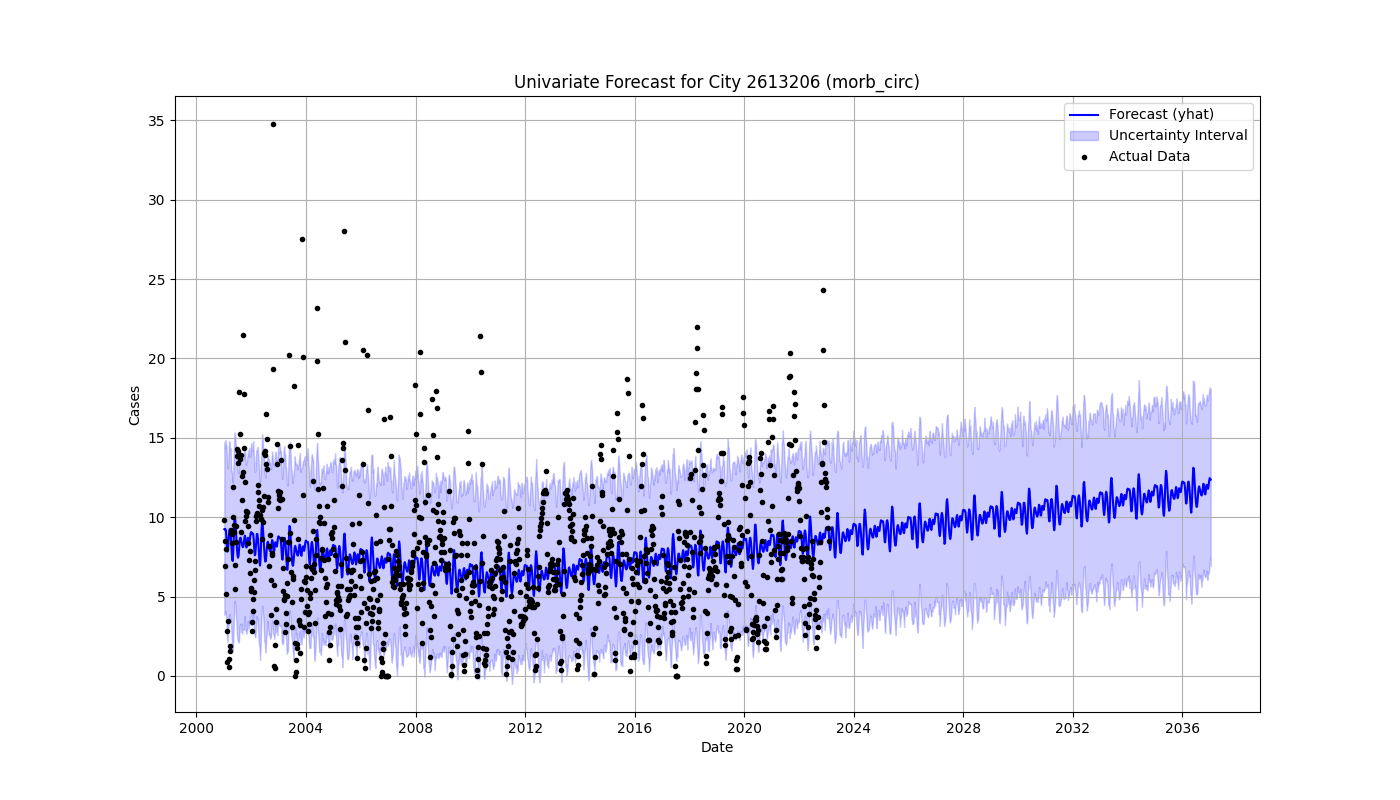 Univariate Forecast for City 2613206 (morb_circ)
Forecast (yhat)
Uncertainty Interval
Actual Data
Cases
35
30
25
20
15
10
5
0
2000 2004 2008 2012 2016 2020 2024 2028 2032 2036
Date